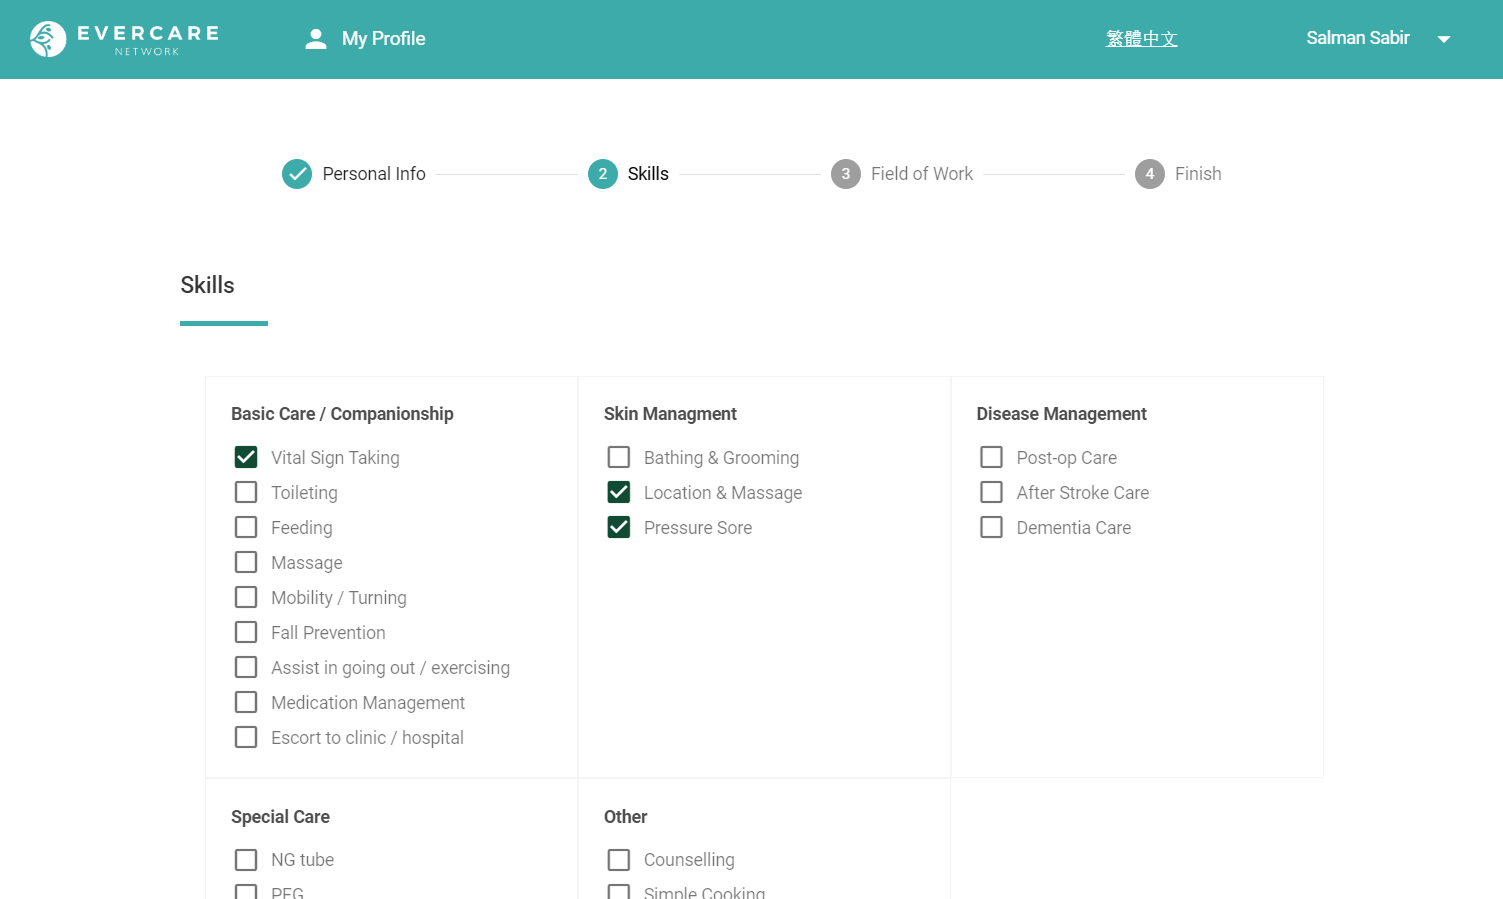 EVERCARE
NETWORK
My Profile
繁體中文
Salman Sabir
Personal Info
2 Skills
3 Field of Work
4 Finish
Skills
Basic Care / Companionship
Vital Sign Taking
Toileting
Feeding
Massage
Mobility / Turning
Fall Prevention
Assist in going out / exercising
Medication Management
Escort to clinic / hospital
Skin Managment
Bathing & Grooming
Location & Massage
Pressure Sore
Disease Management
Post-op Care
After Stroke Care
Dementia Care
Special Care
NG tube
PEG
Other
Counselling
Simple Cooking